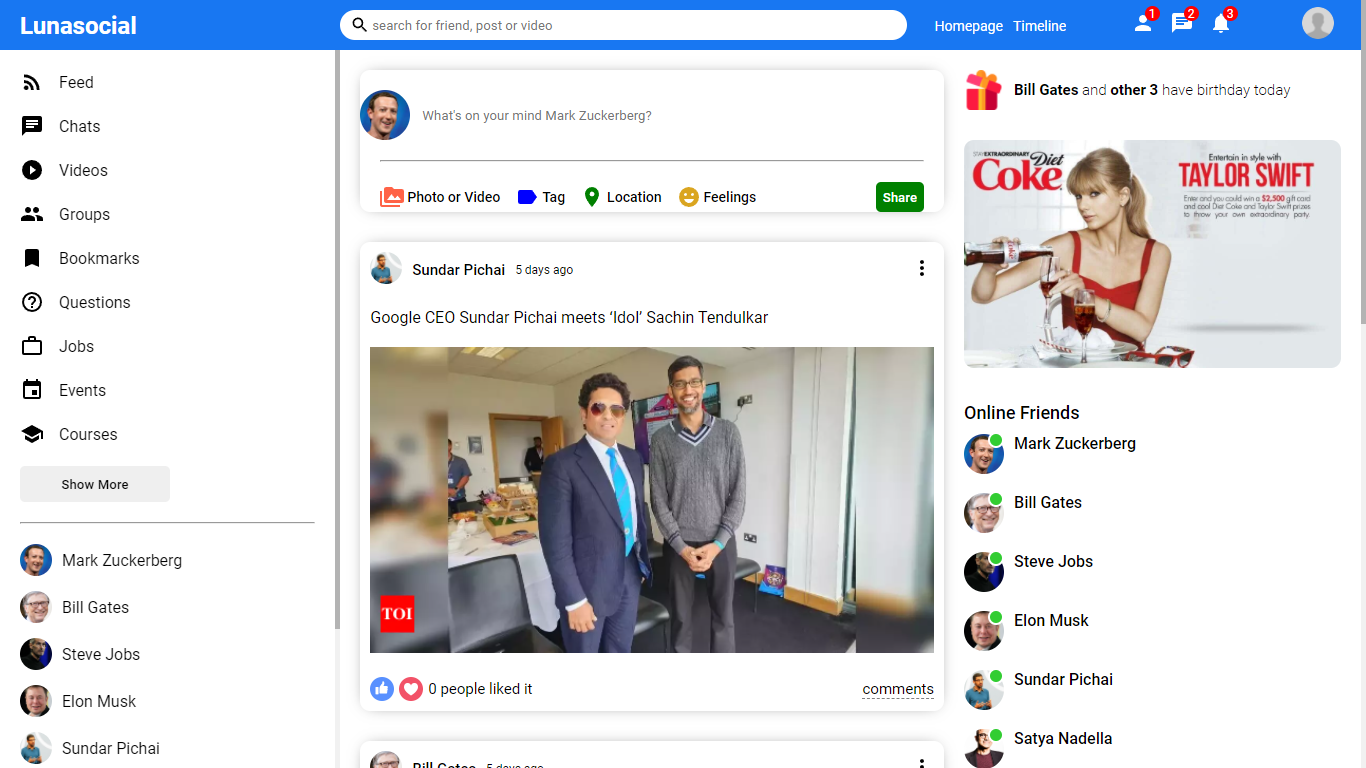 Lunasocial
search for friend, post or video
Homepage Timeline
1
2
3
Feed
Chats
Videos
Groups
Bookmarks
Questions
Jobs
Events
Courses
Show More
Mark Zuckerberg
Bill Gates
Steve Jobs
Elon Musk
Sundar Pichai
What's on your mind Mark Zuckerberg?
Photo or Video Tag Location Feelings Share
Sundar Pichai 5 days ago
Google CEO Sundar Pichai meets ‘Idol’ Sachin Tendulkar
TOI
0 people liked it comments
Bill Gates 5 days ago
Bill Gates and other 3 have birthday today
STAY EXTRAORDINARY
Diet
Coke
Entertain in style with
TAYLOR SWIFT
Enter and you could win a $2,500 gift card
and cool Diet Coke and Taylor Swift prizes
to throw your own extraordinary party.
Online Friends
Mark Zuckerberg
Bill Gates
Steve Jobs
Elon Musk
Sundar Pichai
Satya Nadella